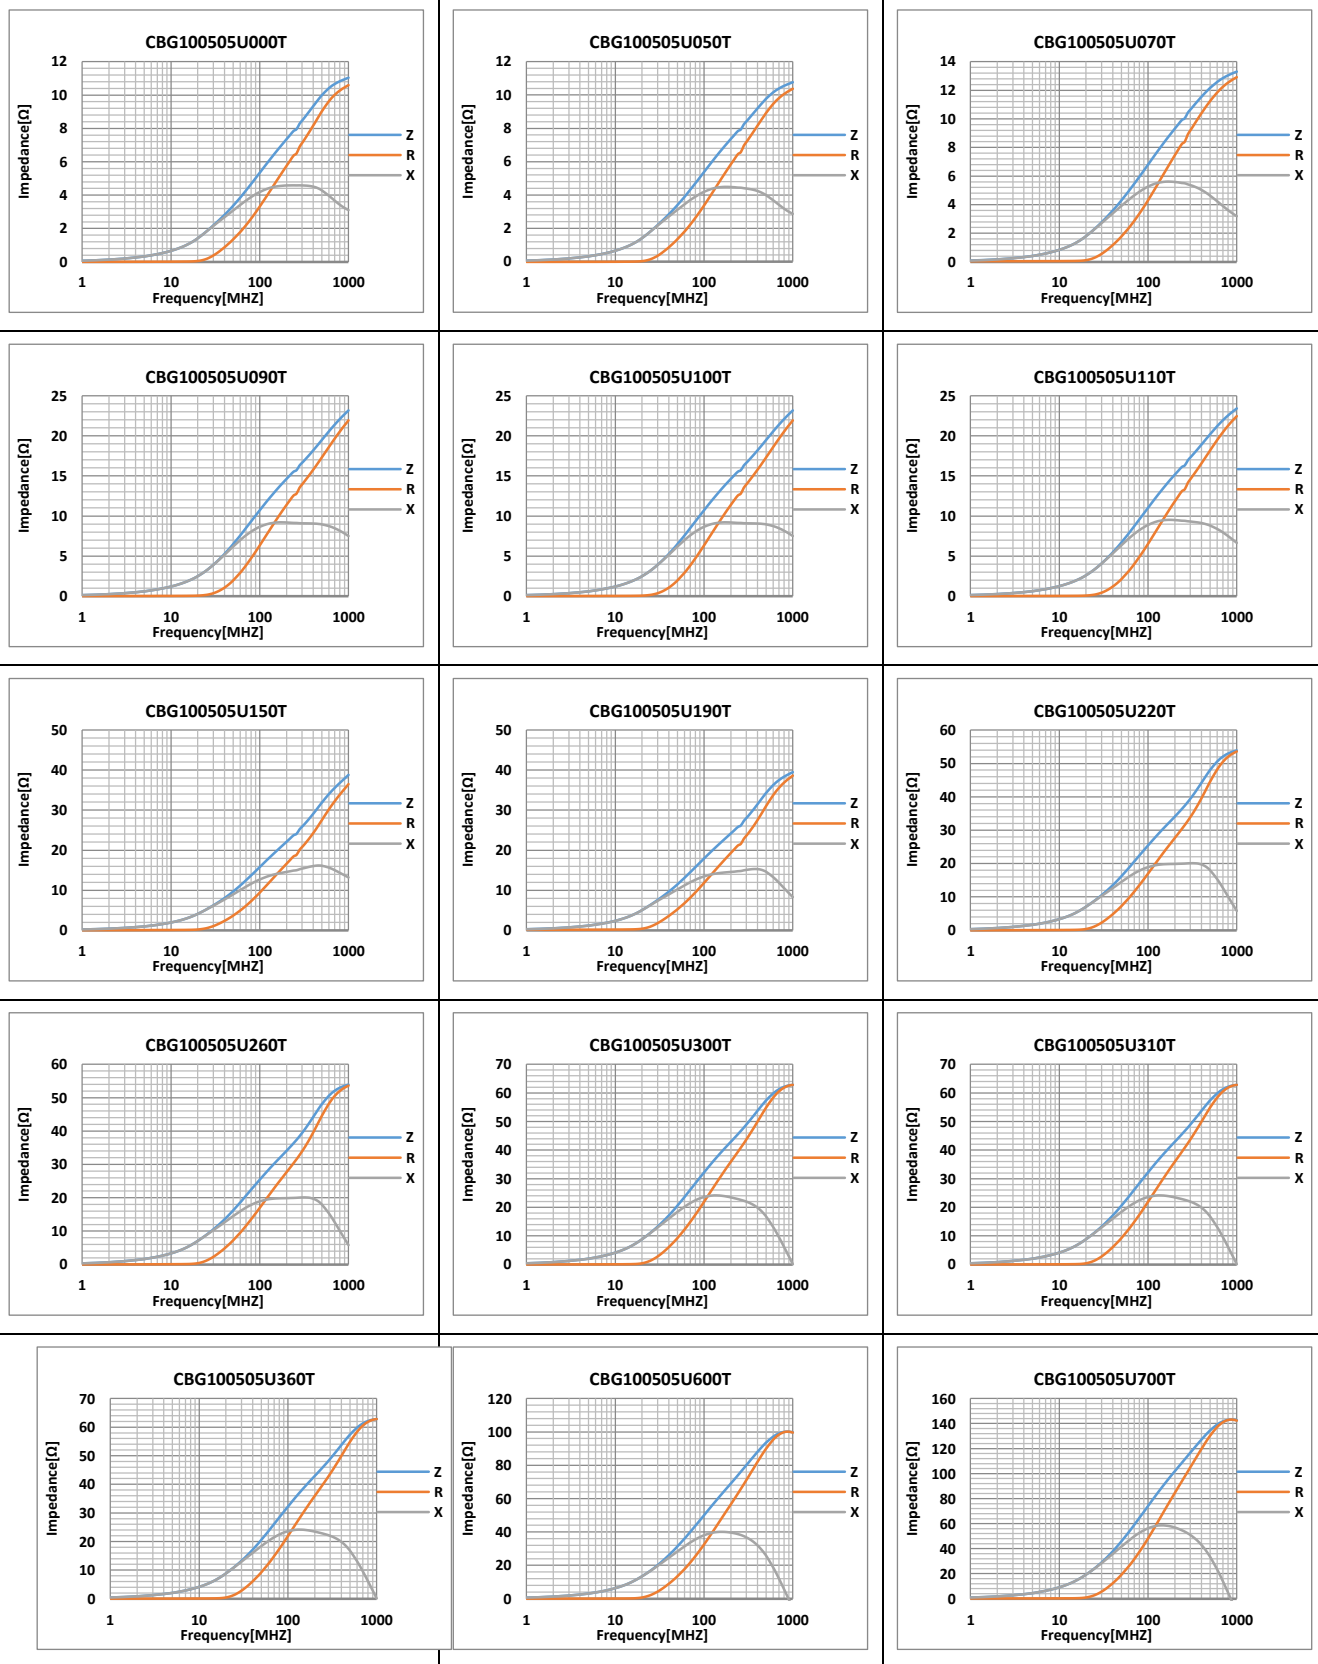 CBG100505U000T
Impedance[Ω]
12
10
8
6
4
2
0
1 10 100 1000
Frequency[MHZ]
Z
R
X
CBG100505U050T
Impedance[Ω]
12
10
8
6
4
2
0
1 10 100 1000
Frequency[MHZ]
Z
R
X
CBG100505U070T
Impedance[Ω]
14
12
10
8
6
4
2
0
1 10 100 1000
Frequency[MHZ]
Z
R
X
CBG100505U090T
Impedance[Ω]
25
20
15
10
5
0
1 10 100 1000
Frequency[MHZ]
Z
R
X
CBG100505U100T
Impedance[Ω]
25
20
15
10
5
0
1 10 100 1000
Frequency[MHZ]
Z
R
X
CBG100505U110T
Impedance[Ω]
25
20
15
10
5
0
1 10 100 1000
Frequency[MHZ]
Z
R
X
CBG100505U150T
Impedance[Ω]
50
40
30
20
10
0
1 10 100 1000
Frequency[MHZ]
Z
R
X
CBG100505U190T
Impedance[Ω]
50
40
30
20
10
0
1 10 100 1000
Frequency[MHZ]
Z
R
X
CBG100505U220T
Impedance[Ω]
60
50
40
30
20
10
0
1 10 100 1000
Frequency[MHZ]
Z
R
X
CBG100505U260T
Impedance[Ω]
60
50
40
30
20
10
0
1 10 100 1000
Frequency[MHZ]
Z
R
X
CBG100505U300T
Impedance[Ω]
70
60
50
40
30
20
10
0
1 10 100 1000
Frequency[MHZ]
Z
R
X
CBG100505U310T
Impedance[Ω]
70
60
50
40
30
20
10
0
1 10 100 1000
Frequency[MHZ]
Z
R
X
CBG100505U360T
Impedance[Ω]
70
60
50
40
30
20
10
0
1 10 100 1000
Frequency[MHZ]
Z
R
X
CBG100505U600T
Impedance[Ω]
120
100
80
60
40
20
0
1 10 100 1000
Frequency[MHZ]
Z
R
X
CBG100505U700T
Impedance[Ω]
160
140
120
100
80
60
40
20
0
1 10 100 1000
Frequency[MHZ]
Z
R
X